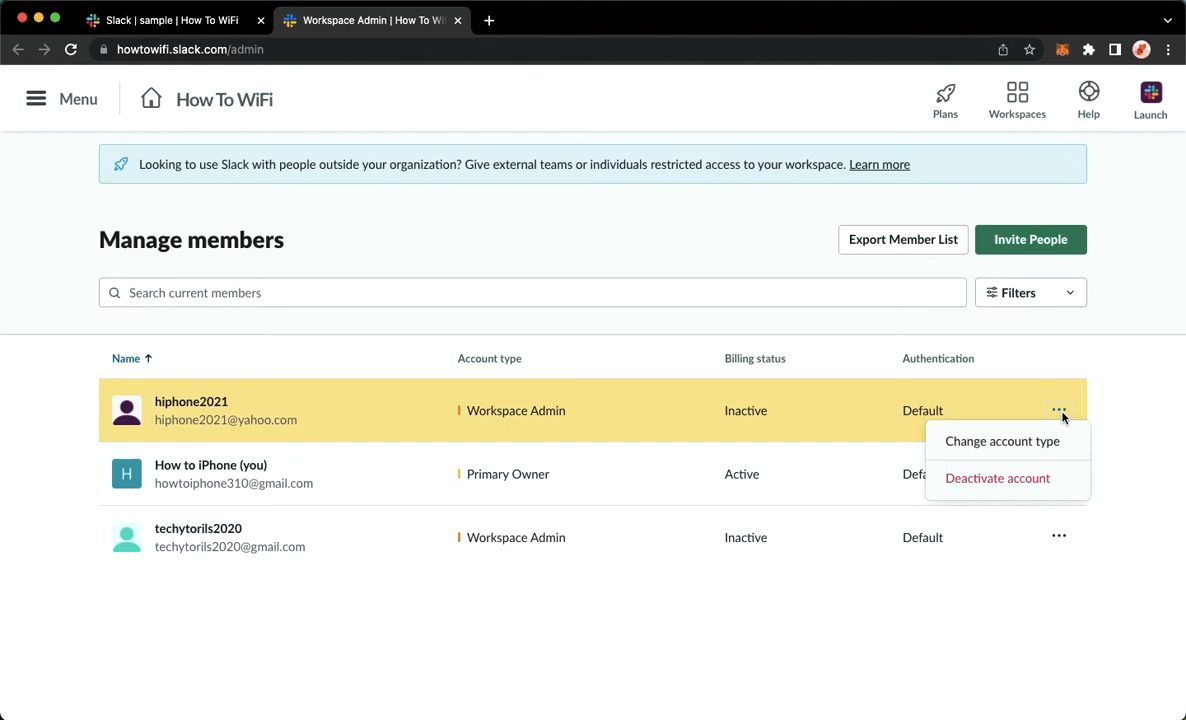 Slack | sample | How To WiFi
Workspace Admin | How To Wi
howtowifi.slack.com/admin
Menu
How To WiFi
Plans
Workspaces
Help
Launch
Looking to use Slack with people outside your organization? Give external teams or individuals restricted access to your workspace. Learn more
Manage members
Export Member List
Invite People
Search current members
Filters
Name ↑
Account type
Billing status
Authentication
hiphone2021
hiphone2021@yahoo.com
Workspace Admin
Inactive
Default
Change account type
Deactivate account
How to iPhone (you)
howtoiphone310@gmail.com
Primary Owner
Active
Defa
techytorils2020
techytorils2020@gmail.com
Workspace Admin
Inactive
Default
H